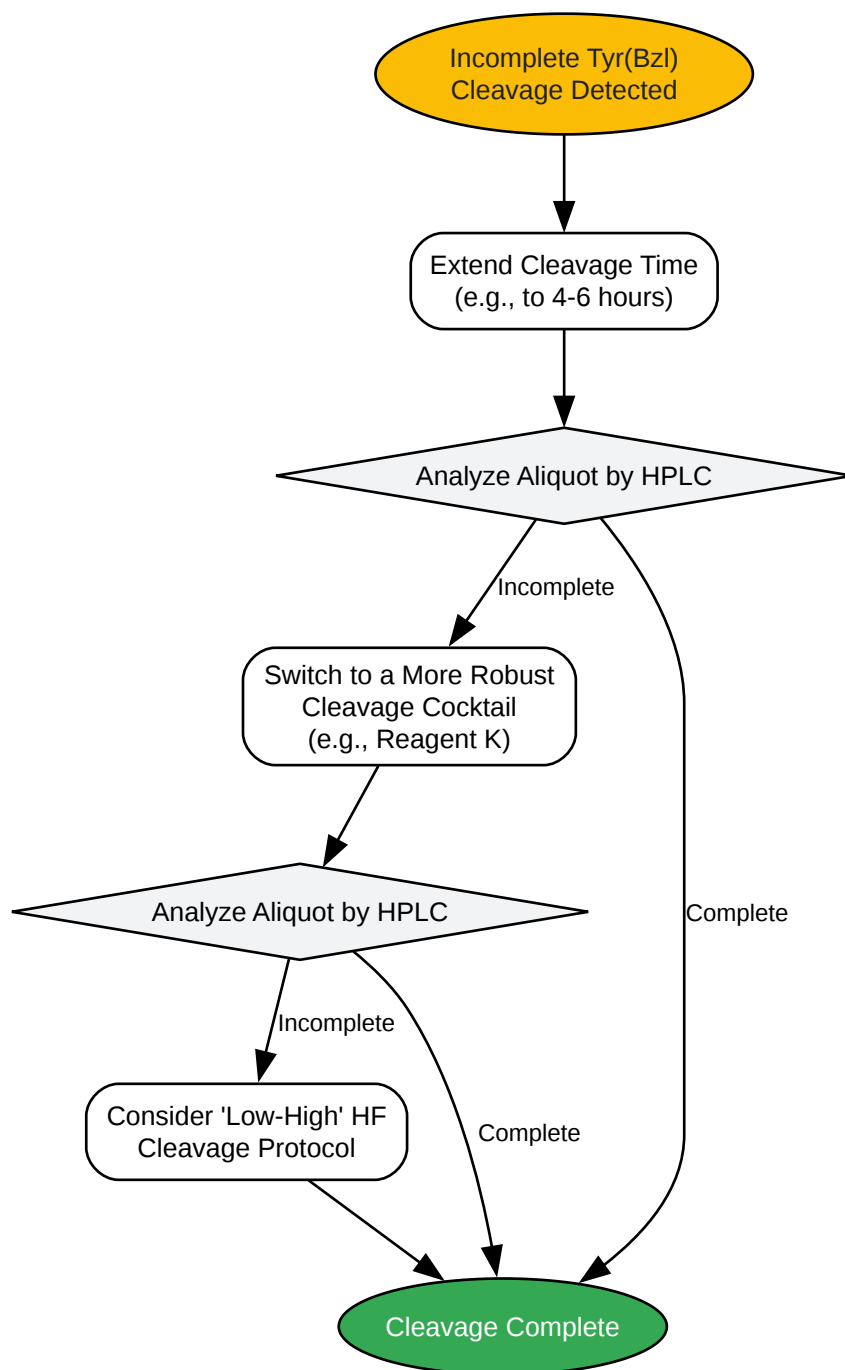 Incomplete Tyr(Bzl)
Cleavage Detected
Extend Cleavage Time
(e.g., to 4-6 hours)
Analyze Aliquot by HPLC
Incomplete
Switch to a More Robust
Cleavage Cocktail
(e.g., Reagent K)
Analyze Aliquot by HPLC
Complete
Incomplete
Consider 'Low-High' HF
Cleavage Protocol
Complete
Cleavage Complete